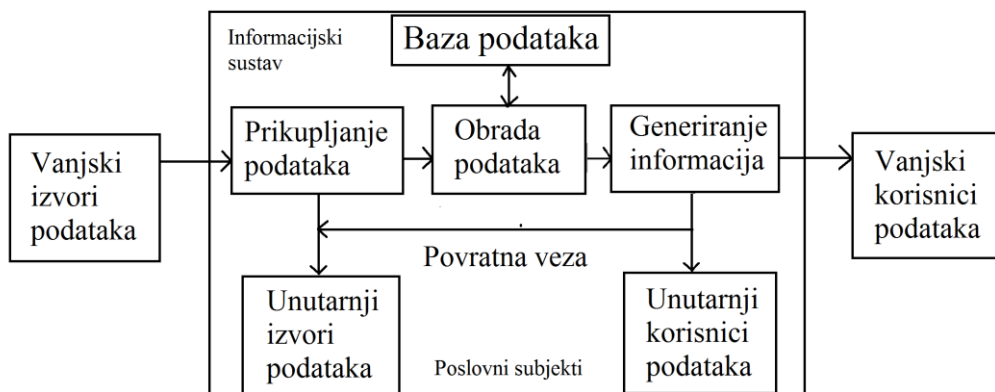 Informacijski
sustav
Baza podataka
Vanjski
izvori
podataka
Prikupljanje
podataka
Obrada
podataka
Generiranje
informacija
Vanjski
korisnici
podataka
Povratna veza
Unutarnji
izvori
podataka
Poslovni subjekti
Unutarnji
korisnici
podataka